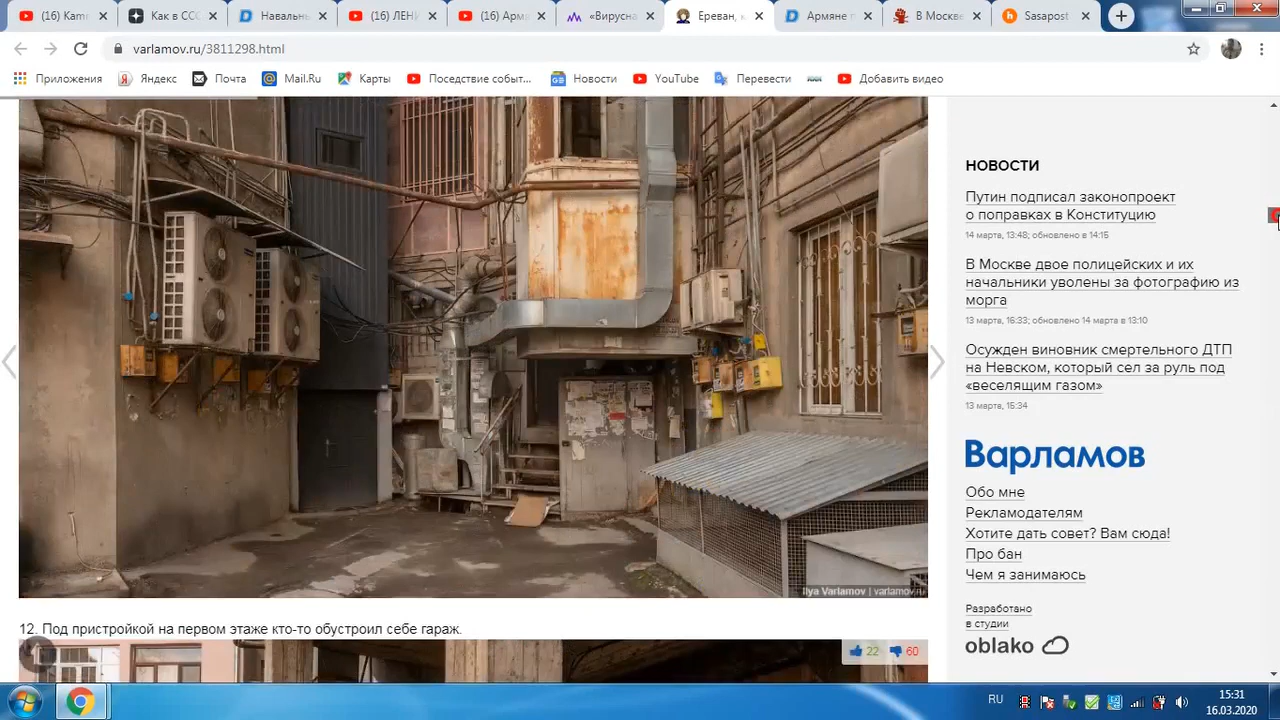 (16) Kam
Как в ССС
Навальны
(16) ЛЕН
(16) Арм
«Вирусна
Ереван, к
Армяне п
В Москве
Sasapost
varlamov.ru/3811298.html
Приложения
Яндекс
Почта
Mail.Ru
Карты
Поседствие событ...
Новости
YouTube
Перевести
Добавить видео
НОВОСТИ
Путин подписал законопроект
о поправках в Конституцию
14 марта, 13:48; обновлено в 14:15
В Москве двое полицейских и их
начальники уволены за фотографию из
морга
13 марта, 16:33; обновлено 14 марта в 13:10
Осужден виновник смертельного ДТП
на Невском, который сел за руль под
«веселящим газом»
13 марта, 15:34
Варламов
Обо мне
Рекламодателям
Хотите дать совет? Вам сюда!
Про бан
Чем я занимаюсь
Разработано
в студии
oblako
Ilya Varlamov | varlamov.ru
12. Под пристройкой на первом этаже кто-то обустроил себе гараж.
22
60
RU
15:31
16.03.2020